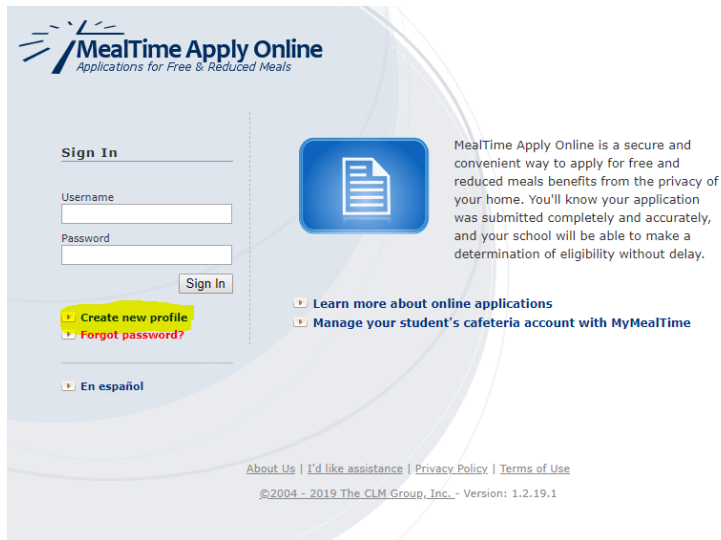 MealTime Apply Online
Applications for Free & Reduced Meals
Sign In
Username
Password
Sign In
Create new profile
Forgot password?
En español
MealTime Apply Online is a secure and
convenient way to apply for free and
reduced meals benefits from the privacy of
your home. You'll know your application
was submitted completely and accurately,
and your school will be able to make a
determination of eligibility without delay.
Learn more about online applications
Manage your student's cafeteria account with MyMealTime
About Us | I'd like assistance | Privacy Policy | Terms of Use
©2004 - 2019 The CLM Group, Inc. - Version: 1.2.19.1